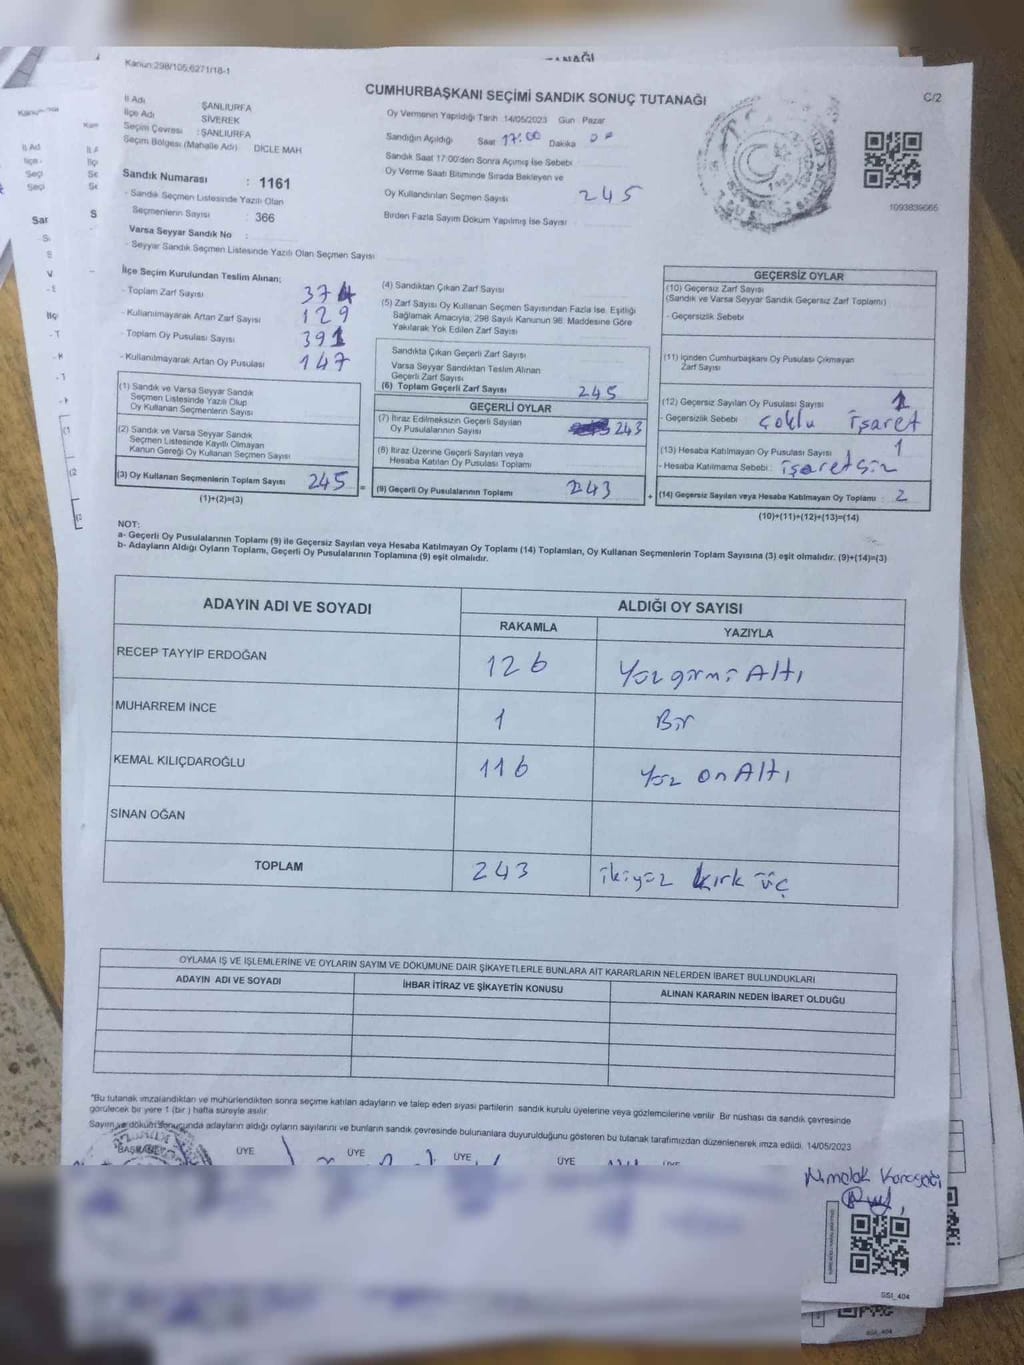 Kanun:298/105,6271/18-1
CUMHURBAŞKANI SEÇİMİ SANDIK SONUÇ TUTANAĞI
C/2
İl Adı ŞANLIURFA
İlçe Adı SİVEREK
Seçim Çevresi : ŞANLIURFA
Seçim Bölgesi (Mahalle Adı) DİCLE MAH
Sandık Numarası : 1161
- Sandık Seçmen Listesinde Yazılı Olan
Seçmenlerin Sayısı : 366
Varsa Seyyar Sandık No :
- Seyyar Sandık Seçmen Listesinde Yazılı Olan Seçmen Sayısı
Oy Vermenin Yapıldığı Tarih : 14/05/2023 Gün Pazar
Sandığın Açıldığı Saat 17:00 Dakika
Sandık Saat 17:00'den Sonra Açımış İse Sebebi
Oy Verme Saati Bitiminde Sırada Bekleyen ve
Oy Kullandırılan Seçmen Sayısı 245
Birden Fazla Sayım Döküm Yapılmış İse Sayısı
1093839665
İlçe Seçim Kurulundan Teslim Alınan;
- Toplam Zarf Sayısı 374
- Kullanılmayarak Artan Zarf Sayısı 129
- Toplam Oy Pusulası Sayısı 391
- Kullanılmayarak Artan Oy Pusulası 147
(1) Sandık ve Varsa Seyyar Sandık
Seçmen Listesinde Yazılı Olup
Oy Kullanan Seçmenlerin Sayısı
(2) Sandık ve Varsa Seyyar Sandık
Seçmen Listesinde Kayıtlı Olmayan
Kanun Gereği Oy Kullanan Seçmen Sayısı
(3) Oy Kullanan Seçmenlerin Toplam Sayısı 245
(1)+(2)=(3)
(4) Sandıktan Çıkan Zarf Sayısı
(5) Zarf Sayısı Oy Kullanan Seçmen Sayısından Fazla İse, Eşitliği
Sağlamak Amacıyla, 298 Sayılı Kanunun 98. Maddesine Göre
Yakılarak Yok Edilen Zarf Sayısı
Sandıkta Çıkan Geçerli Zarf Sayısı
Varsa Seyyar Sandıktan Teslim Alınan
Geçerli Zarf Sayısı
(6) Toplam Geçerli Zarf Sayısı 245
GEÇERLİ OYLAR
(7) İtiraz Edilmeksizin Geçerli Sayılan
Oy Pusulalarının Sayısı 243
(8) İtiraz Üzerine Geçerli Sayılan veya
Hesaba Katılan Oy Pusulası Toplamı
= (9) Geçerli Oy Pusulalarının Toplamı 243
GEÇERSİZ OYLAR
(10) Geçersiz Zarf Sayısı
(Sandık ve Varsa Seyyar Sandık Geçersiz Zarf Toplamı)
- Geçersizlik Sebebi
(11) İçinden Cumhurbaşkanı Oy Pusulası Çıkmayan
Zarf Sayısı
(12) Geçersiz Sayılan Oy Pusulası Sayısı 1
- Geçersizlik Sebebi : çoklu işaret
(13) Hesaba Katılmayan Oy Pusulası Sayısı 1
- Hesaba Katılmama Sebebi : işaretsiz
+ (14) Geçersiz Sayılan veya Hesaba Katılmayan Oy Toplamı : 2
(10)+(11)+(12)+(13)=(14)
NOT:
a- Geçerli Oy Pusulalarının Toplamı (9) ile Geçersiz Sayılan veya Hesaba Katılmayan Oy Toplamı (14) Toplamları, Oy Kullanan Seçmenlerin Toplam Sayısına (3) eşit olmalıdır. (9)+(14)=(3)
b- Adayların Aldığı Oyların Toplamı, Geçerli Oy Pusulalarının Toplamına (9) eşit olmalıdır.
ADAYIN ADI VE SOYADI ALDIĞI OY SAYISI
RAKAMLA YAZIYLA
RECEP TAYYİP ERDOĞAN 126 Yüzyirmi Altı
MUHARREM İNCE 1 Bir
KEMAL KILIÇDAROĞLU 116 Yüz on Altı
SİNAN OĞAN
TOPLAM 243 ikiyüz kırk üç
OYLAMA İŞ VE İŞLEMLERİNE VE OYLARIN SAYIM VE DÖKÜMÜNE DAİR ŞİKAYETLERLE BUNLARA AİT KARARLARIN NELERDEN İBARET BULUNDUKLARI
ADAYIN ADI VE SOYADI İHBAR İTİRAZ VE ŞİKAYETİN KONUSU ALINAN KARARIN NEDEN İBARET OLDUĞU
"Bu tutanak imzalandıktan ve mühürlendikten sonra seçime katılan adayların ve talep eden siyasi partilerin sandık kurulu üyelerine veya gözlemcilerine verilir. Bir nüshası da sandık çevresinde
görülecek bir yere 1 (bir) hafta süreyle asılır.
Sayım ve döküm sonucunda adayların aldığı oyların sayılarını ve bunların sandık çevresinde bulunanlara duyurulduğunu gösteren bu tutanak tarafımızdan düzenlenerek imza edildi. 14/05/2023
BAŞKAN ÜYE ÜYE ÜYE ÜYE ÜYE